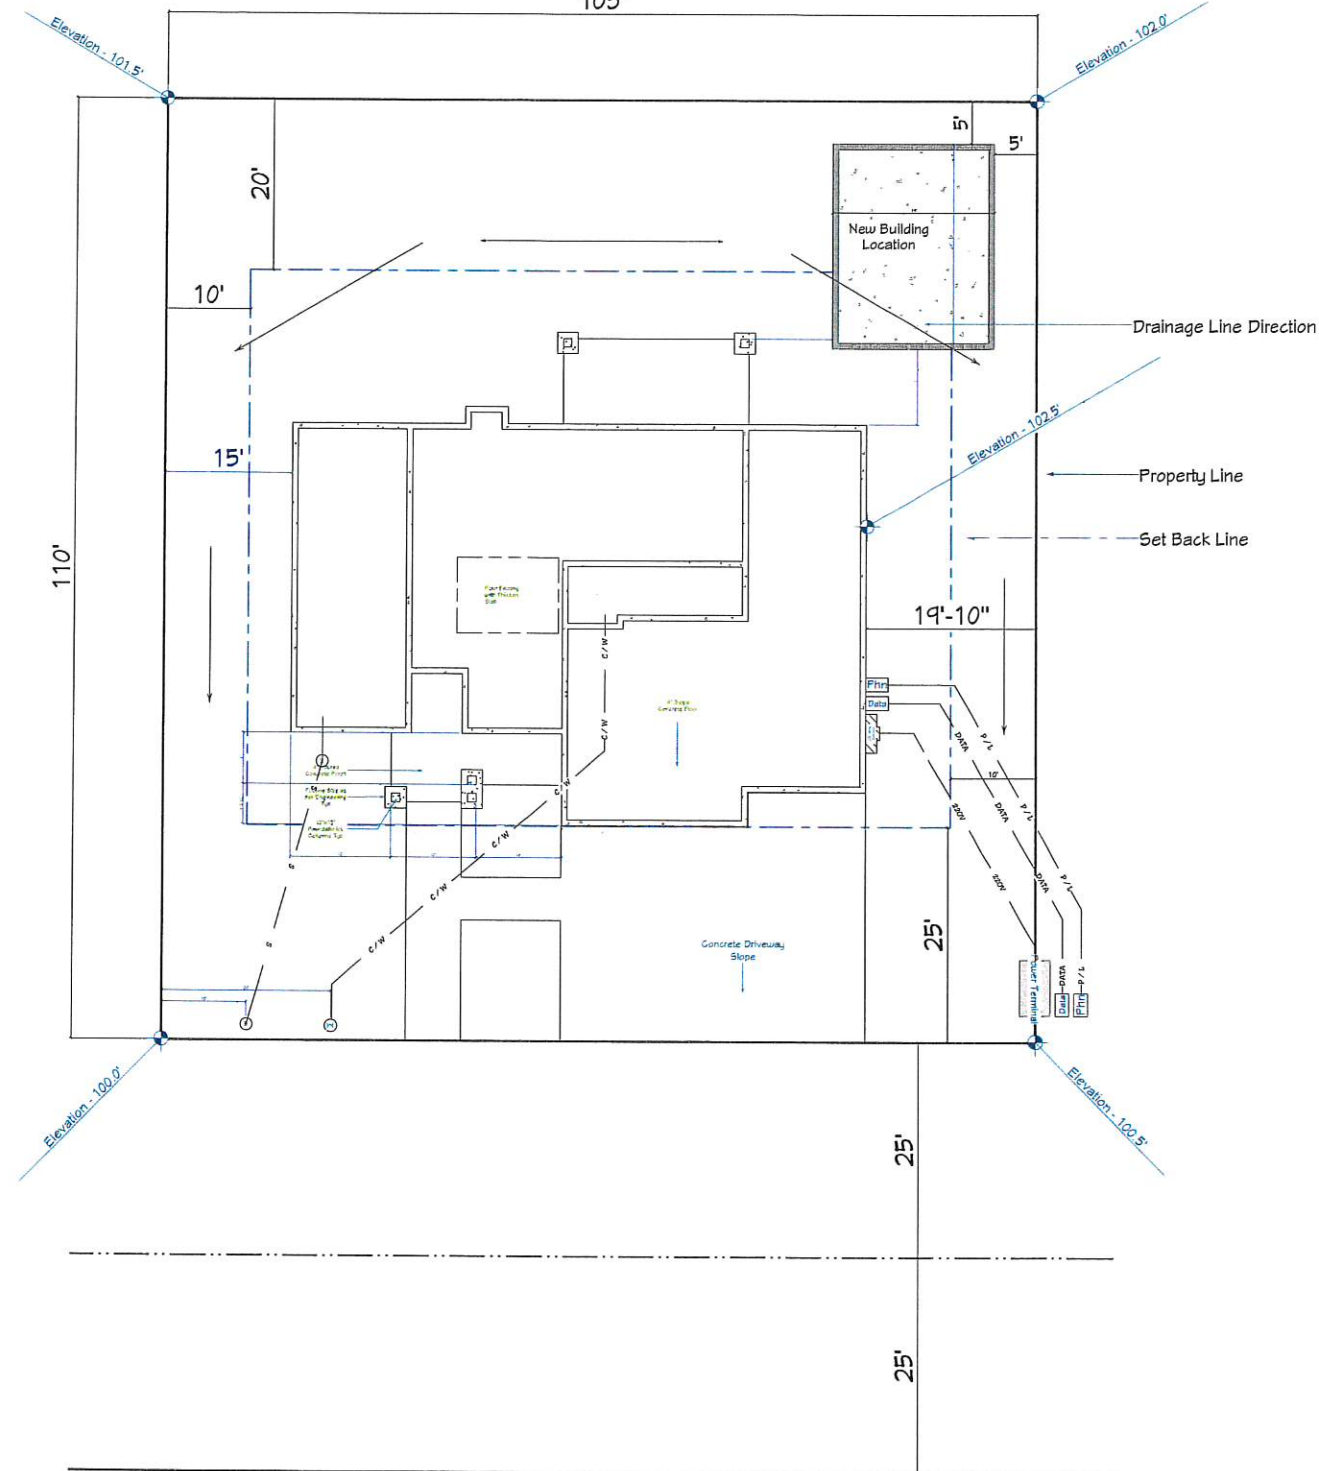 105'
Elevation - 101.5'
Elevation - 102.0'
5'
5'
20'
New Building
Location
10'
Drainage Line Direction
Elevation - 102.5'
15'
Property Line
Set Back Line
110'
19'-10"
C/W
Phn
Data
P/L
DATA
C/W
10'
C/W
220V
DATA
P/L
C/W
S
C/W
220V
DATA
P/L
25'
C/W
S
Concrete Driveway
Slope
Power Terminal
DATA
P/L
Data
Phn
Elevation - 100.0'
Elevation - 100.5'
25'
25'